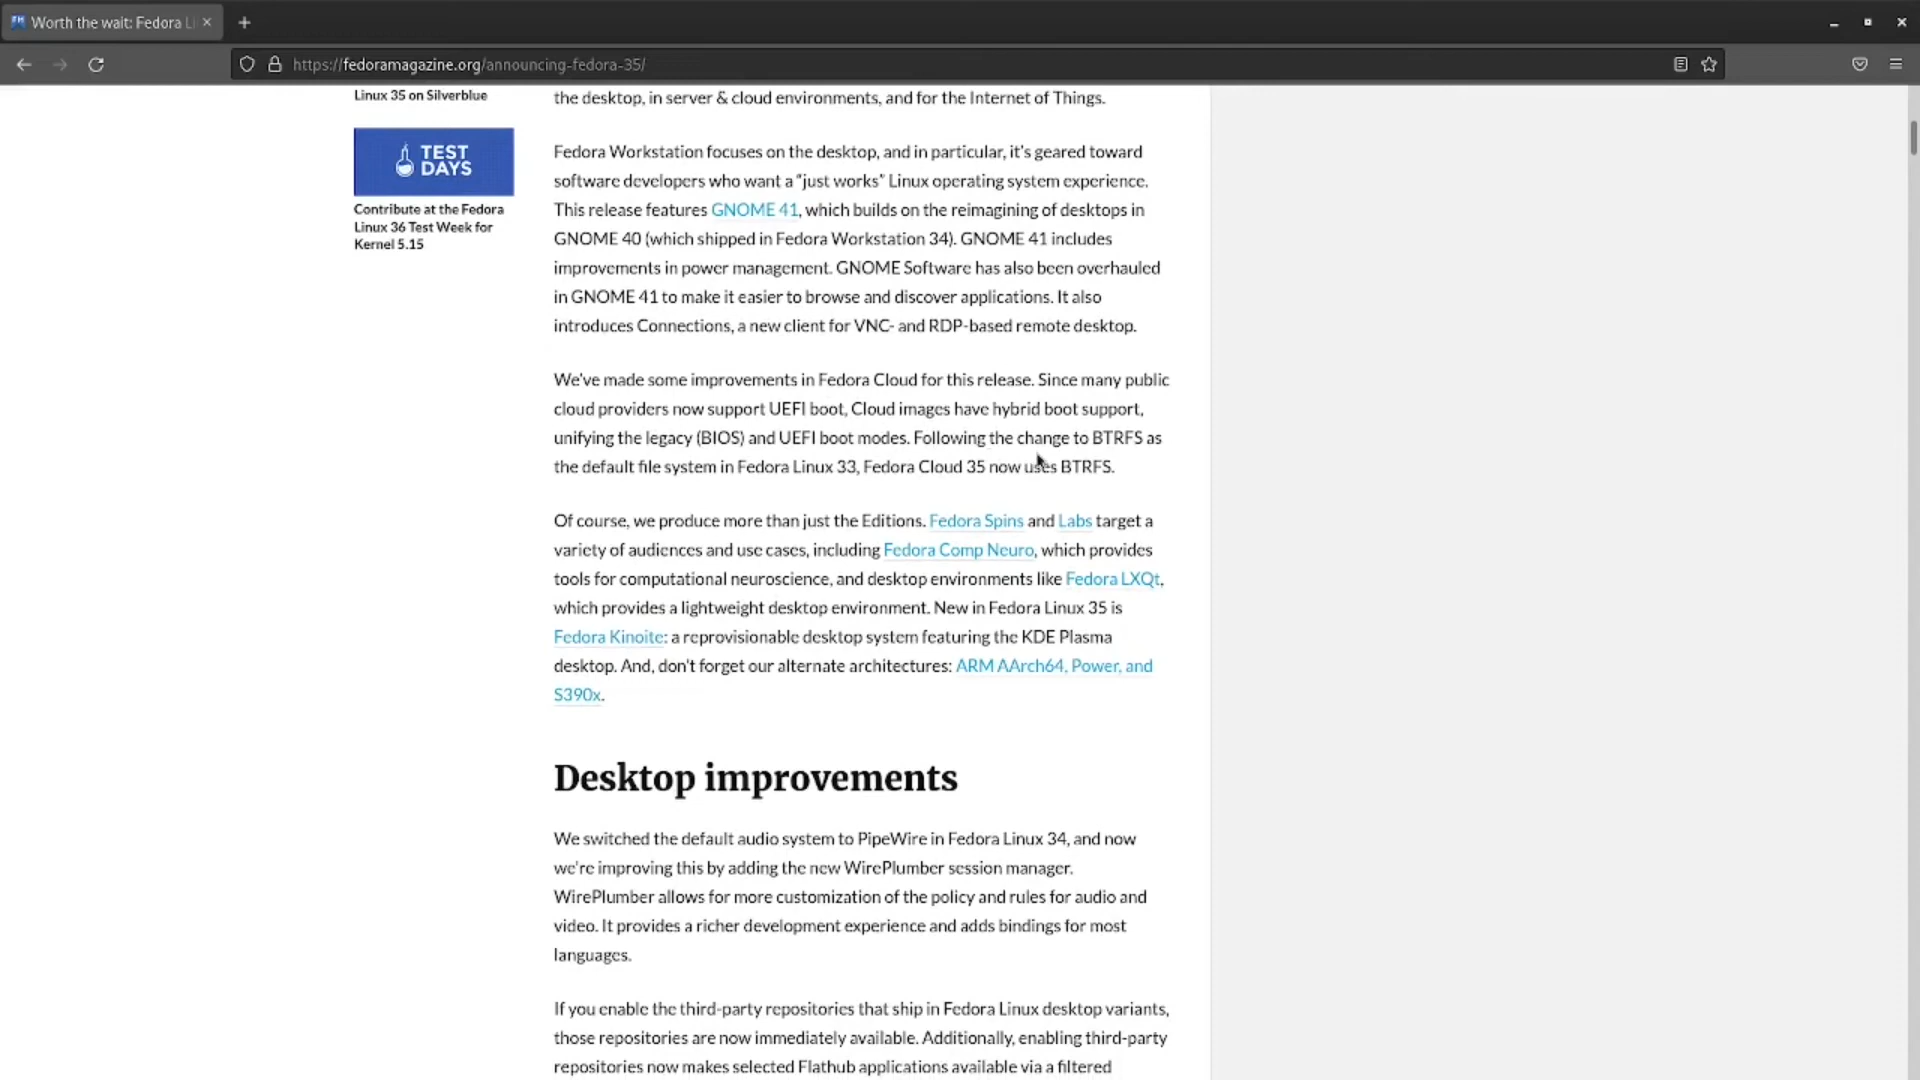 Worth the wait: Fedora Li
https://fedoramagazine.org/announcing-fedora-35/
Linux 35 on Silverblue
TEST
DAYS
Contribute at the Fedora
Linux 36 Test Week for
Kernel 5.15
the desktop, in server & cloud environments, and for the Internet of Things.
Fedora Workstation focuses on the desktop, and in particular, it's geared toward
software developers who want a “just works” Linux operating system experience.
This release features GNOME 41, which builds on the reimagining of desktops in
GNOME 40 (which shipped in Fedora Workstation 34). GNOME 41 includes
improvements in power management. GNOME Software has also been overhauled
in GNOME 41 to make it easier to browse and discover applications. It also
introduces Connections, a new client for VNC- and RDP-based remote desktop.
We've made some improvements in Fedora Cloud for this release. Since many public
cloud providers now support UEFI boot, Cloud images have hybrid boot support,
unifying the legacy (BIOS) and UEFI boot modes. Following the change to BTRFS as
the default file system in Fedora Linux 33, Fedora Cloud 35 now uses BTRFS.
Of course, we produce more than just the Editions. Fedora Spins and Labs target a
variety of audiences and use cases, including Fedora Comp Neuro, which provides
tools for computational neuroscience, and desktop environments like Fedora LXQt,
which provides a lightweight desktop environment. New in Fedora Linux 35 is
Fedora Kinoite: a reprovisionable desktop system featuring the KDE Plasma
desktop. And, don't forget our alternate architectures: ARM AArch64, Power, and
S390x.
Desktop improvements
We switched the default audio system to PipeWire in Fedora Linux 34, and now
we're improving this by adding the new WirePlumber session manager.
WirePlumber allows for more customization of the policy and rules for audio and
video. It provides a richer development experience and adds bindings for most
languages.
If you enable the third-party repositories that ship in Fedora Linux desktop variants,
those repositories are now immediately available. Additionally, enabling third-party
repositories now makes selected Flathub applications available via a filtered